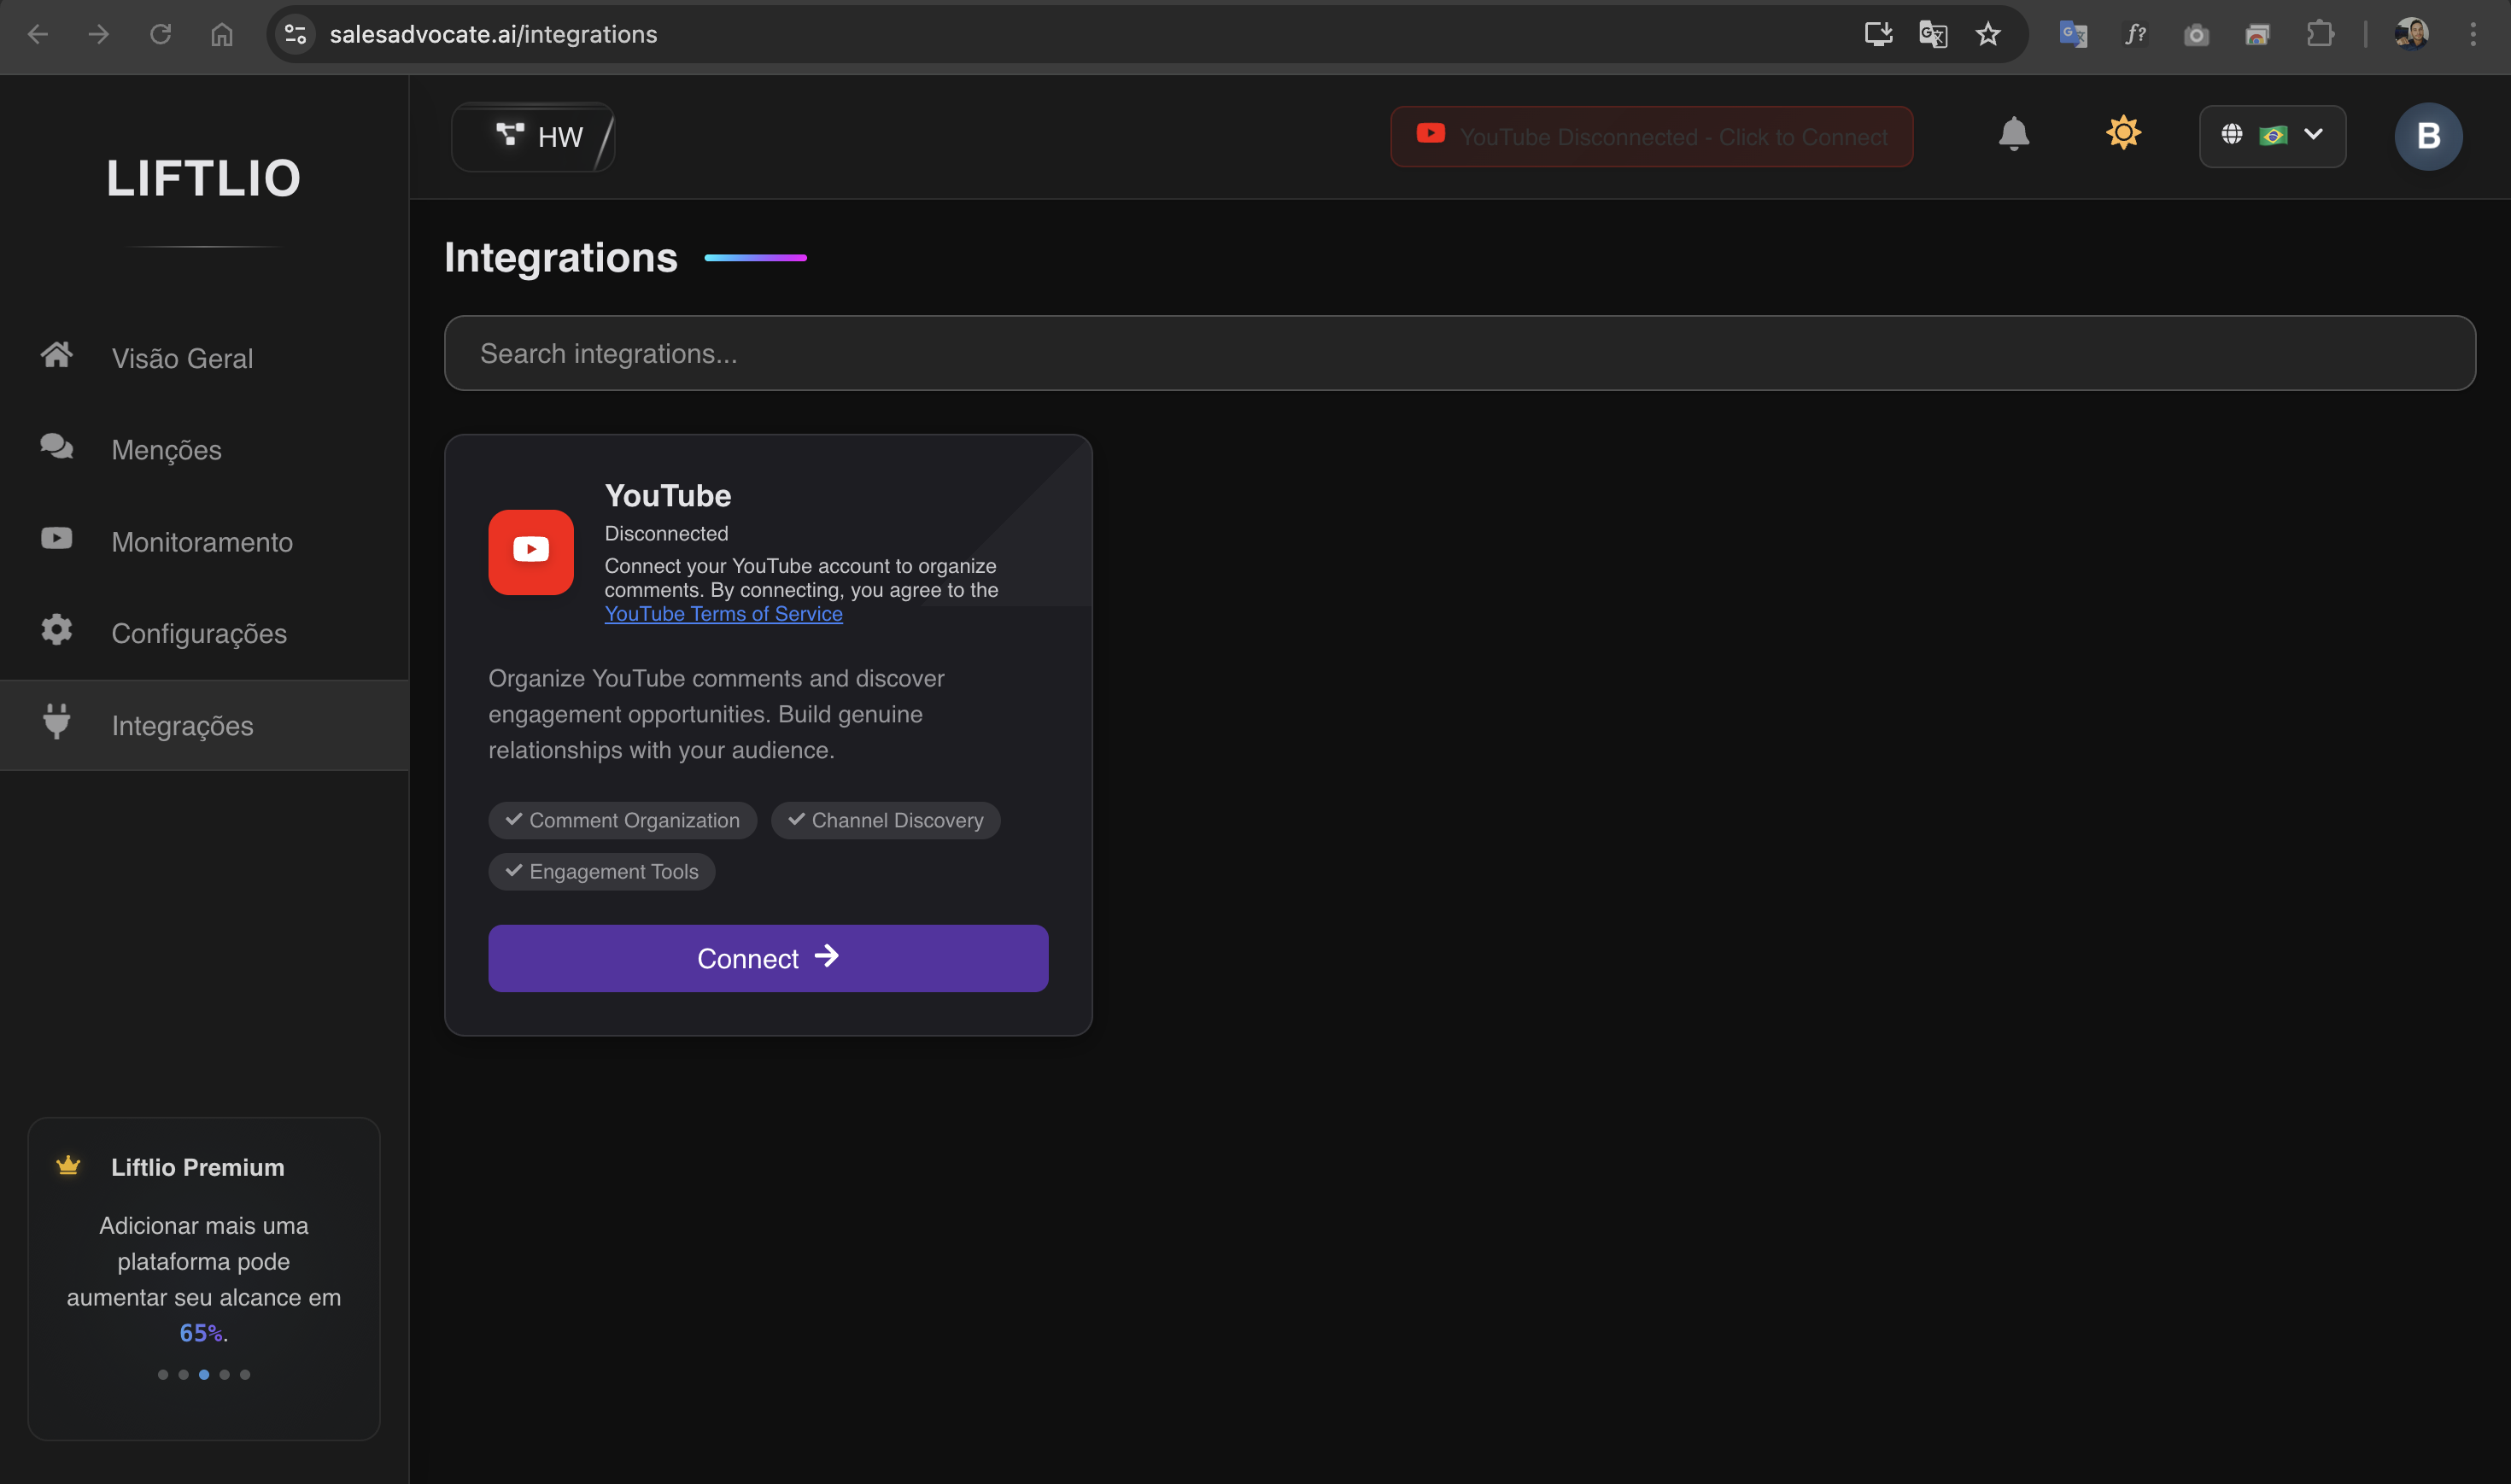 salesadvocate.ai/integrations
LIFTLIO
Visão Geral
Menções
Monitoramento
Configurações
Integrações
Liftlio Premium
Adicionar mais uma
plataforma pode
aumentar seu alcance em
65%.
HW
YouTube Disconnected - Click to Connect
B
Integrations
Search integrations...
YouTube
Disconnected
Connect your YouTube account to organize
comments. By connecting, you agree to the
YouTube Terms of Service
Organize YouTube comments and discover
engagement opportunities. Build genuine
relationships with your audience.
Comment Organization
Channel Discovery
Engagement Tools
Connect